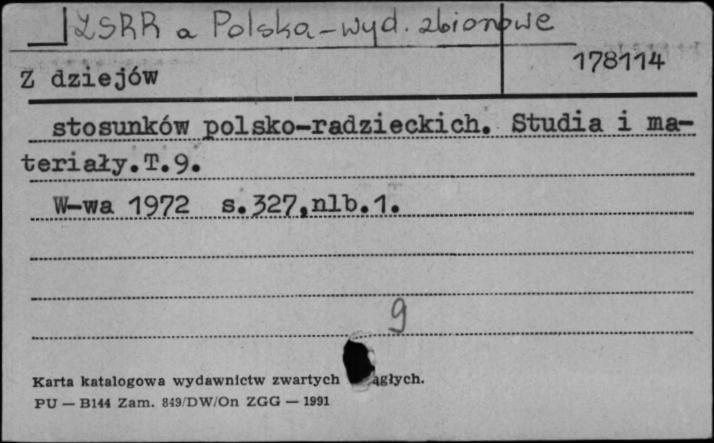 ZSRR a Polska - wyd. zbiorowe
178114
Z dziejów
stosunków polsko-radzieckich. Studia i ma-
teriały.T.9.
W-wa 1972 s.327,nlb.1.
9
Karta katalogowa wydawnictw zwartych ągłych.
PU — B144 Zam. 849/DW/On ZGG — 1991